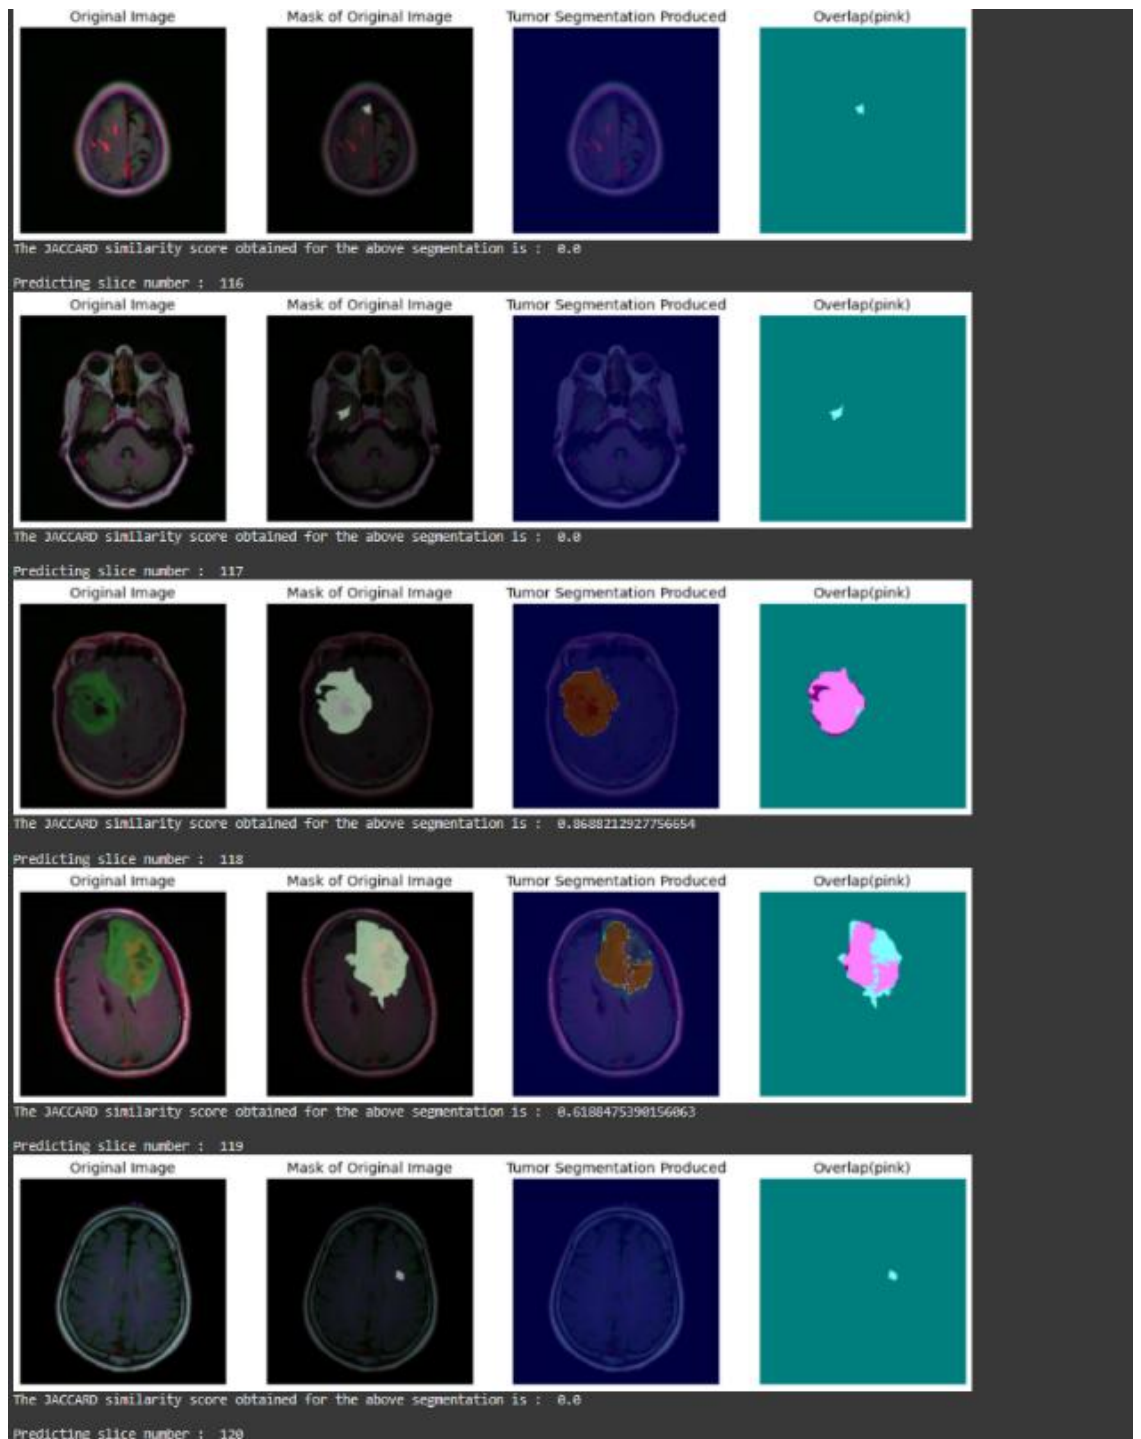 Original Image Mask of Original Image Tumor Segmentation Produced Overlap(pink)
The JACCARD similarity score obtained for the above segmentation is : 0.0
Predicting slice number : 116
Original Image Mask of Original Image Tumor Segmentation Produced Overlap(pink)
The JACCARD similarity score obtained for the above segmentation is : 0.0
Predicting slice number : 117
Original Image Mask of Original Image Tumor Segmentation Produced Overlap(pink)
The JACCARD similarity score obtained for the above segmentation is : 0.8688212927756654
Predicting slice number : 118
Original Image Mask of Original Image Tumor Segmentation Produced Overlap(pink)
The JACCARD similarity score obtained for the above segmentation is : 0.6188475390156063
Predicting slice number : 119
Original Image Mask of Original Image Tumor Segmentation Produced Overlap(pink)
The JACCARD similarity score obtained for the above segmentation is : 0.0
Predicting slice number : 120